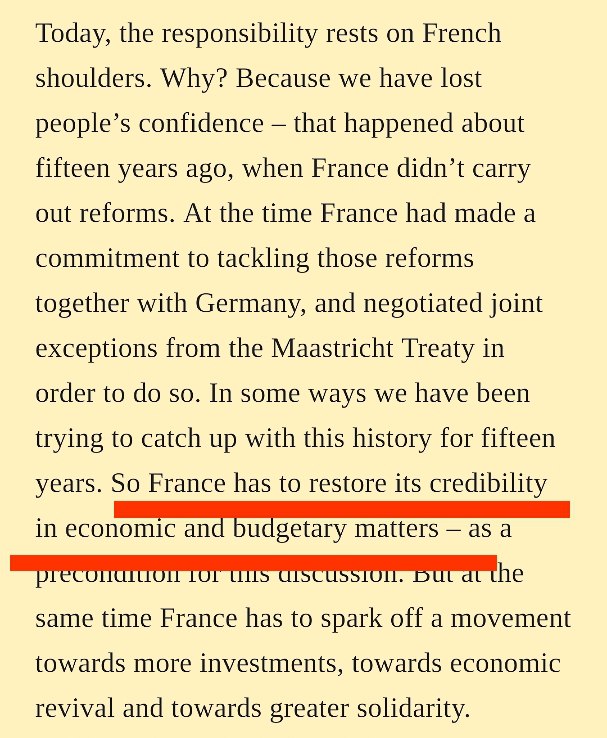 Today, the responsibility rests on French
shoulders. Why? Because we have lost
people’s confidence – that happened about
fifteen years ago, when France didn’t carry
out reforms. At the time France had made a
commitment to tackling those reforms
together with Germany, and negotiated joint
exceptions from the Maastricht Treaty in
order to do so. In some ways we have been
trying to catch up with this history for fifteen
years. So France has to restore its credibility
in economic and budgetary matters – as a
precondition for this discussion. But at the
same time France has to spark off a movement
towards more investments, towards economic
revival and towards greater solidarity.